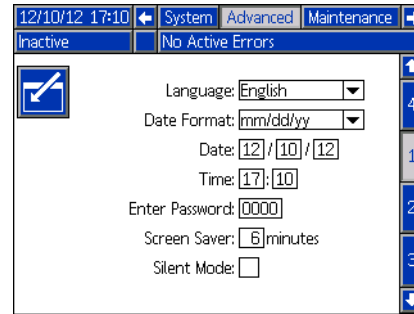 12/10/12 17:10 System Advanced Maintenance
Inactive No Active Errors
Language: English
Date Format: mm/dd/yy
Date: 12 / 10 / 12
Time: 17 : 10
Enter Password: 0000
Screen Saver: 6 minutes
Silent Mode:
4
1
2
3